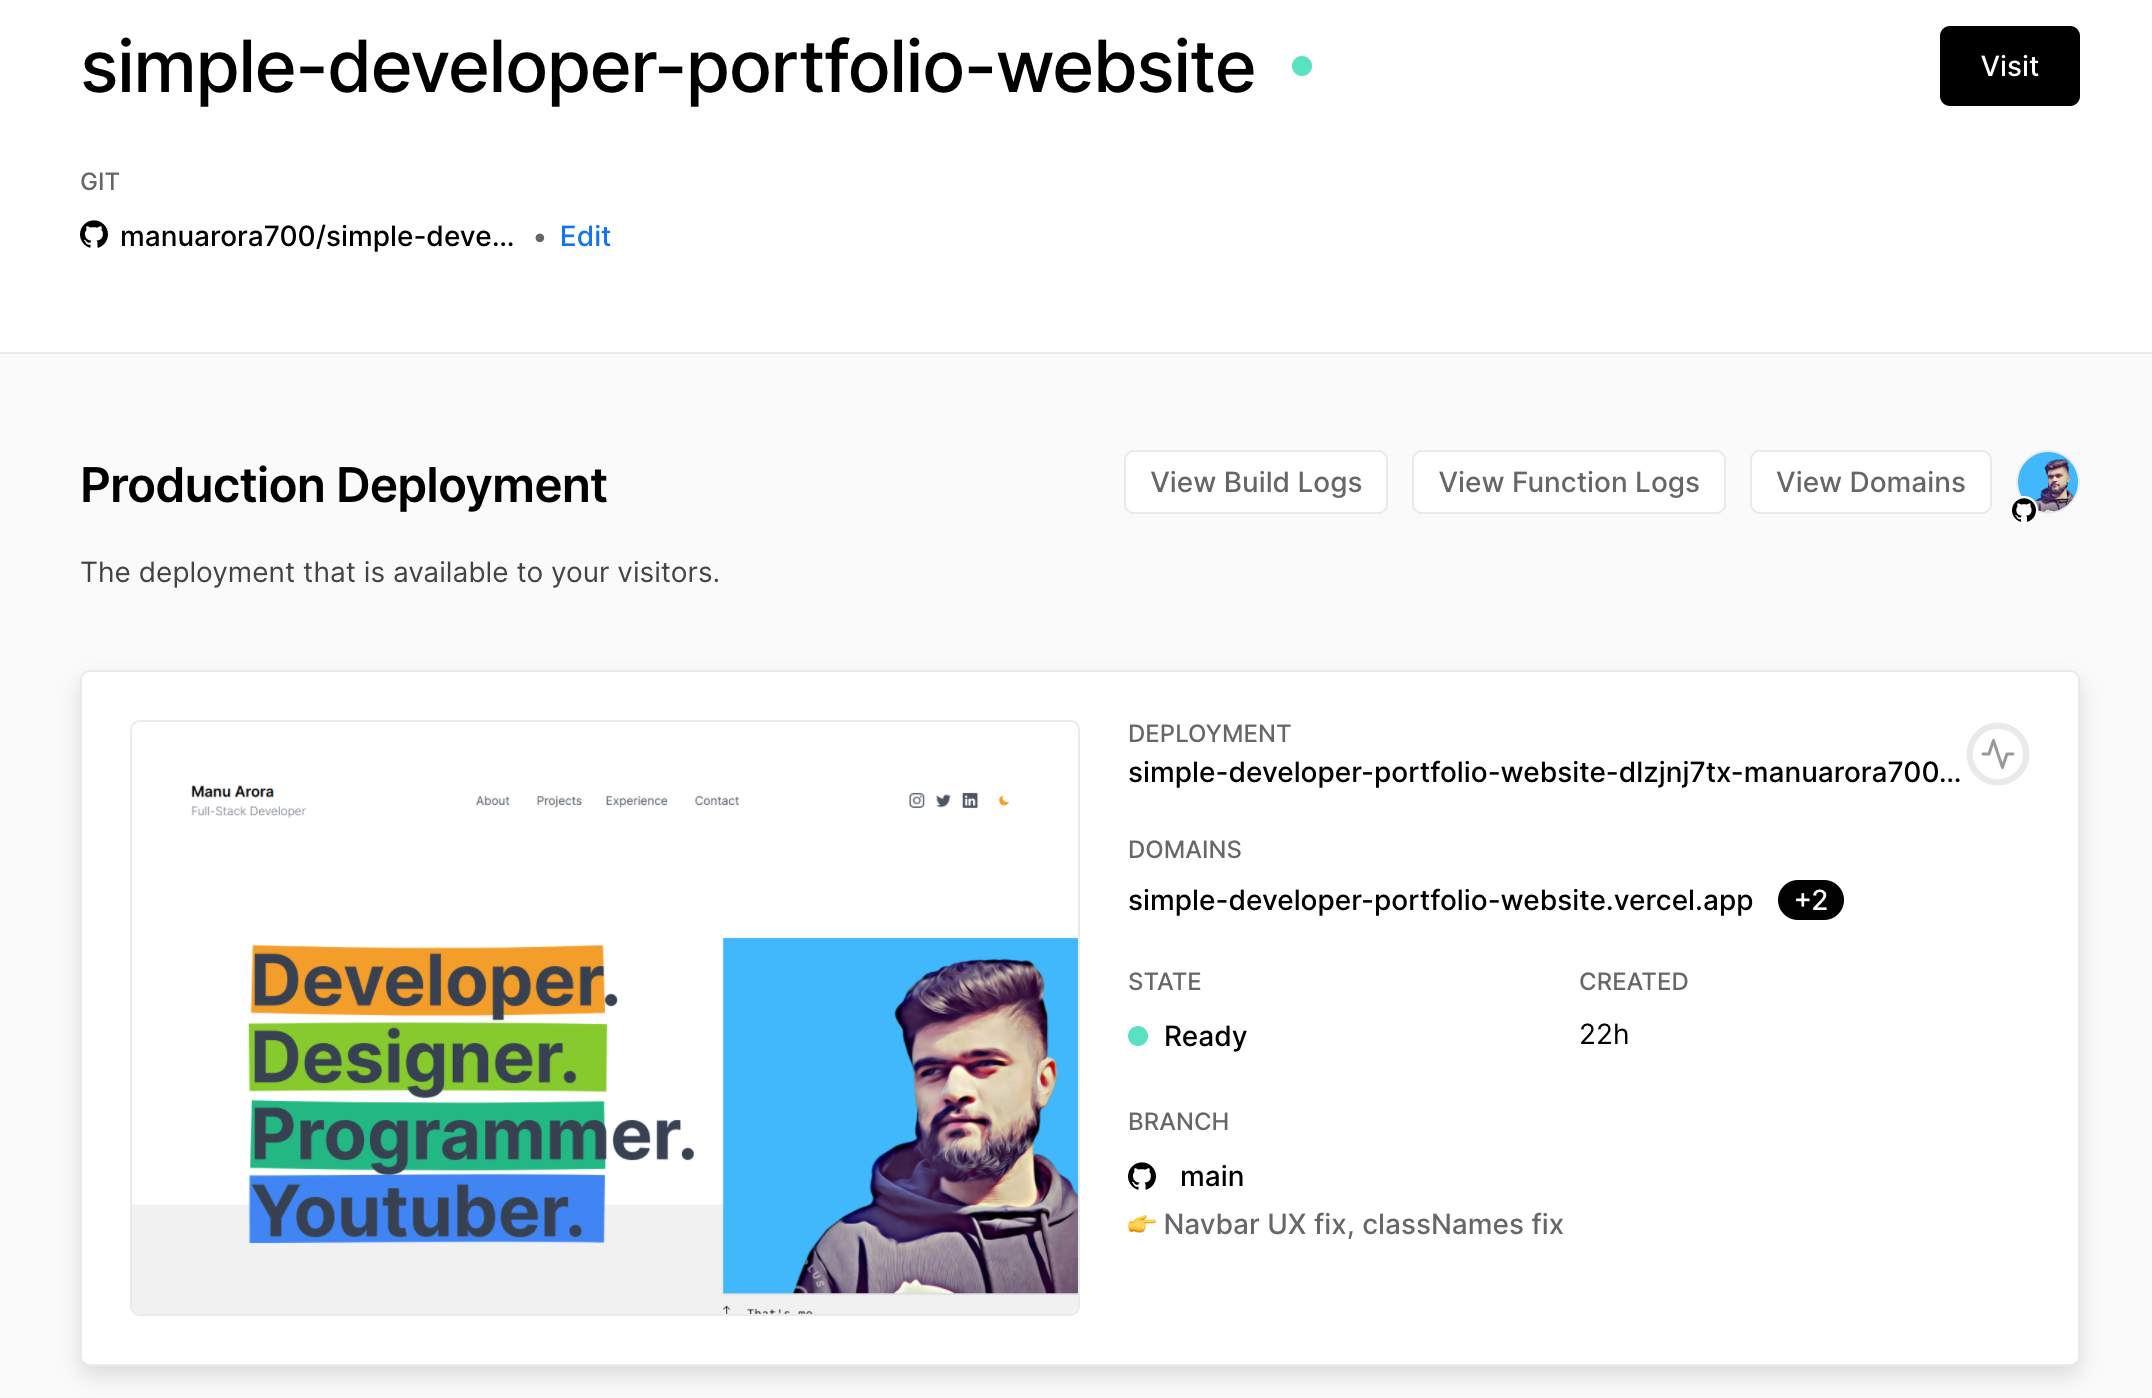 simple-developer-portfolio-website
Visit
GIT
manuarora700/simple-deve... • Edit
Production Deployment
View Build Logs
View Function Logs
View Domains
The deployment that is available to your visitors.
Manu Arora
Full-Stack Developer
About
Projects
Experience
Contact
Developer.
Designer.
Programmer.
Youtuber.
LUS
↑ That's me
DEPLOYMENT
simple-developer-portfolio-website-dlzjnj7tx-manuarora700...
DOMAINS
simple-developer-portfolio-website.vercel.app +2
STATE
Ready
CREATED
22h
BRANCH
main
👉 Navbar UX fix, classNames fix